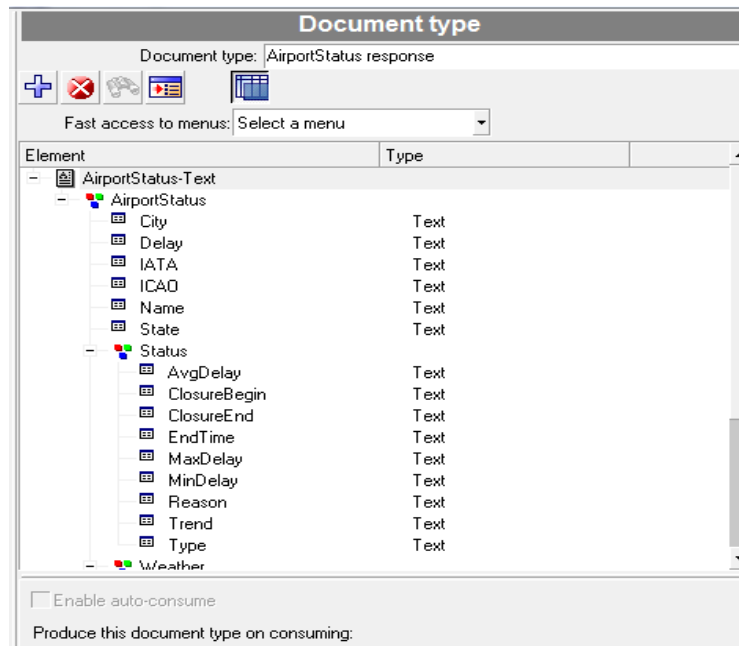 Document type
Document type: AirportStatus response
Fast access to menus: Select a menu
Element Type
AirportStatus-Text
AirportStatus
City Text
Delay Text
IATA Text
ICAO Text
Name Text
State Text
Status
AvgDelay Text
ClosureBegin Text
ClosureEnd Text
EndTime Text
MaxDelay Text
MinDelay Text
Reason Text
Trend Text
Type Text
Weather
Enable auto-consume
Produce this document type on consuming: